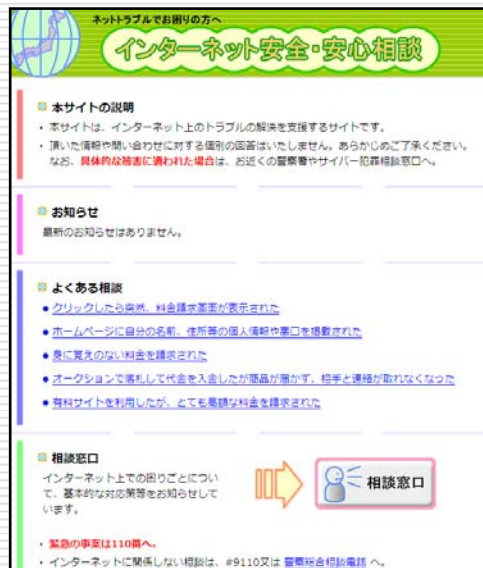 ネットトラブルでお困りの方へ
インターネット安全・安心相談
本サイトの説明
・ 本サイトは、インターネット上のトラブルの解決を支援するサイトです。
・ 頂いた情報や問い合わせに対する個別の回答はいたしません。あらかじめご了承ください。
なお、具体的な被害に遭われた場合は、お近くの警察署やサイバー犯罪相談窓口へ。
お知らせ
最新のお知らせはありません。
よくある相談
● クリックしたら突然、料金請求画面が表示された
● ホームページに自分の名前、住所等の個人情報や悪口を掲載された
● 身に覚えのない料金を請求された
● オークションで落札して代金を入金したが商品が届かず、相手と連絡が取れなくなった
● 有料サイトを利用したが、とても高額な料金を請求された
相談窓口
インターネット上での困りごとについ
て、基本的な対応策等をお知らせして
います。
相談窓口
・ 緊急の事案は110番へ。
・ インターネットに関係しない相談は、#9110又は 警察総合相談電話 へ。